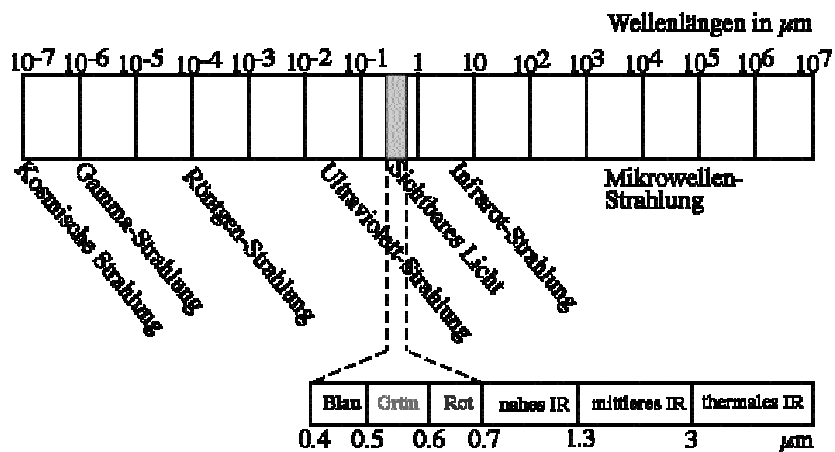 Wellenlängen in µm
10-7 10-6 10-5 10-4 10-3 10-2 10-1 1 10 102 103 104 105 106 107
Kosmische Strahlung
Gamma-Strahlung
Röntgen-Strahlung
Ultraviolett-Strahlung
Sichtbares Licht
Infrarot-Strahlung
Mikrowellen-
Strahlung
Blau Grün Rot nahes IR mittleres IR thermales IR
0.4 0.5 0.6 0.7 1.3 3 µm